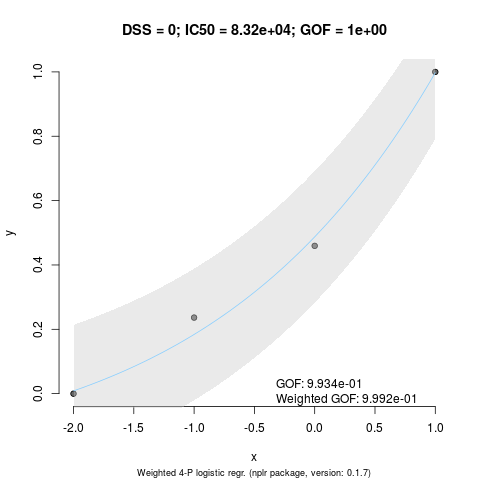 DSS = 0; IC50 = 8.32e+04; GOF = 1e+00
1.0
0.8
0.6
0.4
0.2
0.0
y
GOF: 9.934e-01
Weighted GOF: 9.992e-01
-2.0 -1.5 -1.0 -0.5 0.0 0.5 1.0
x
Weighted 4-P logistic regr. (nplr package, version: 0.1.7)